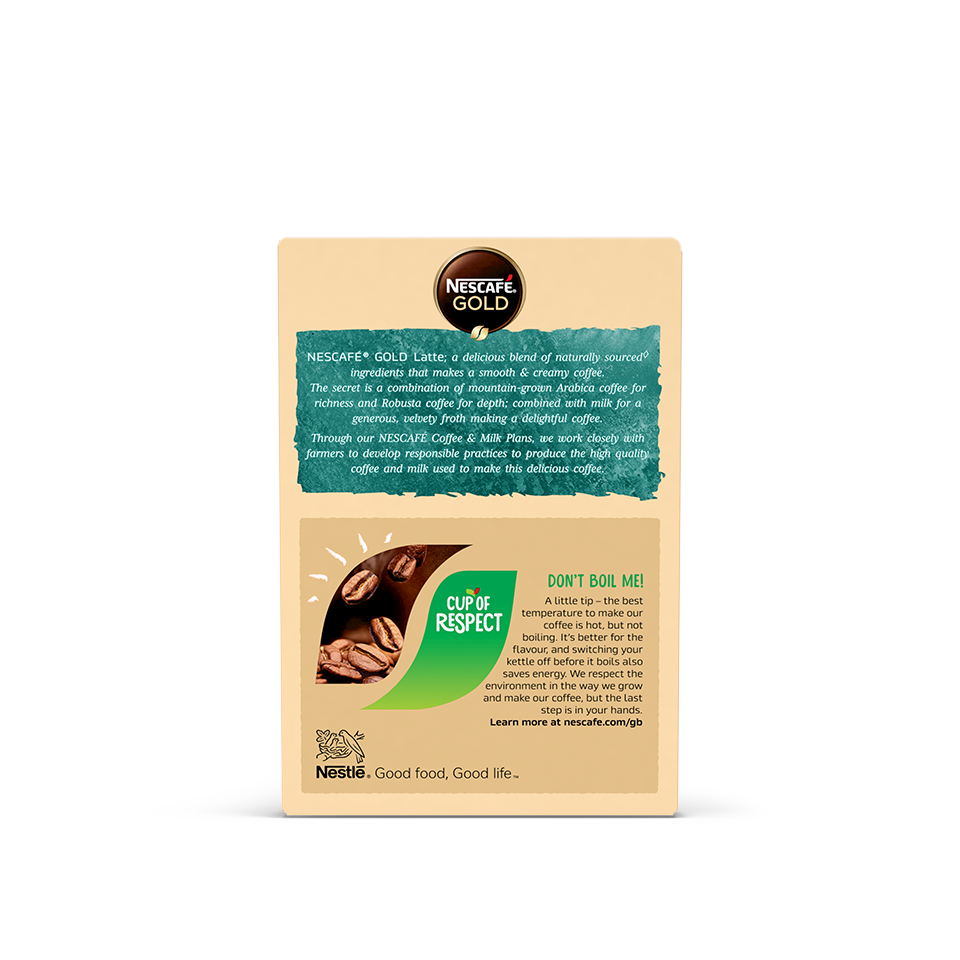 NESCAFÉ®
GOLD
NESCAFÉ® GOLD Latte; a delicious blend of naturally sourced◊
ingredients that makes a smooth & creamy coffee.
The secret is a combination of mountain-grown Arabica coffee for
richness and Robusta coffee for depth; combined with milk for a
generous, velvety froth making a delightful coffee.
Through our NESCAFÉ Coffee & Milk Plans, we work closely with
farmers to develop responsible practices to produce the high quality
coffee and milk used to make this delicious coffee.
CUP OF
RESPECT
DON'T BOIL ME!
A little tip – the best
temperature to make our
coffee is hot, but not
boiling. It's better for the
flavour, and switching your
kettle off before it boils also
saves energy. We respect the
environment in the way we grow
and make our coffee, but the last
step is in your hands.
Learn more at nescafe.com/gb
Nestlé® Good food, Good life™